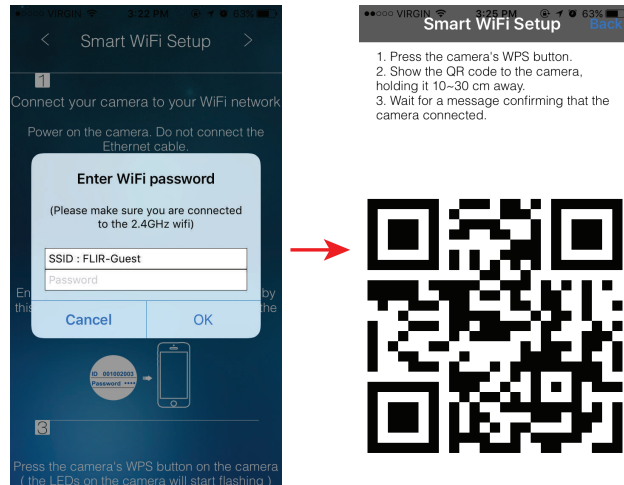 VIRGIN 3:22 PM 63%
< Smart WiFi Setup >
1
Connect your camera to your WiFi network
Power on the camera. Do not connect the
Ethernet cable.
Enter WiFi password
(Please make sure you are connected
to the 2.4GHz wifi)
SSID : FLIR-Guest
Password
En by
this the
Cancel OK
ID 001002003
Password ••••
3
Press the camera's WPS button on the camera
( the LEDs on the camera will start flashing )
VIRGIN 3:25 PM 63%
Smart WiFi Setup Back
1. Press the camera's WPS button.
2. Show the QR code to the camera,
holding it 10~30 cm away.
3. Wait for a message confirming that the
camera connected.